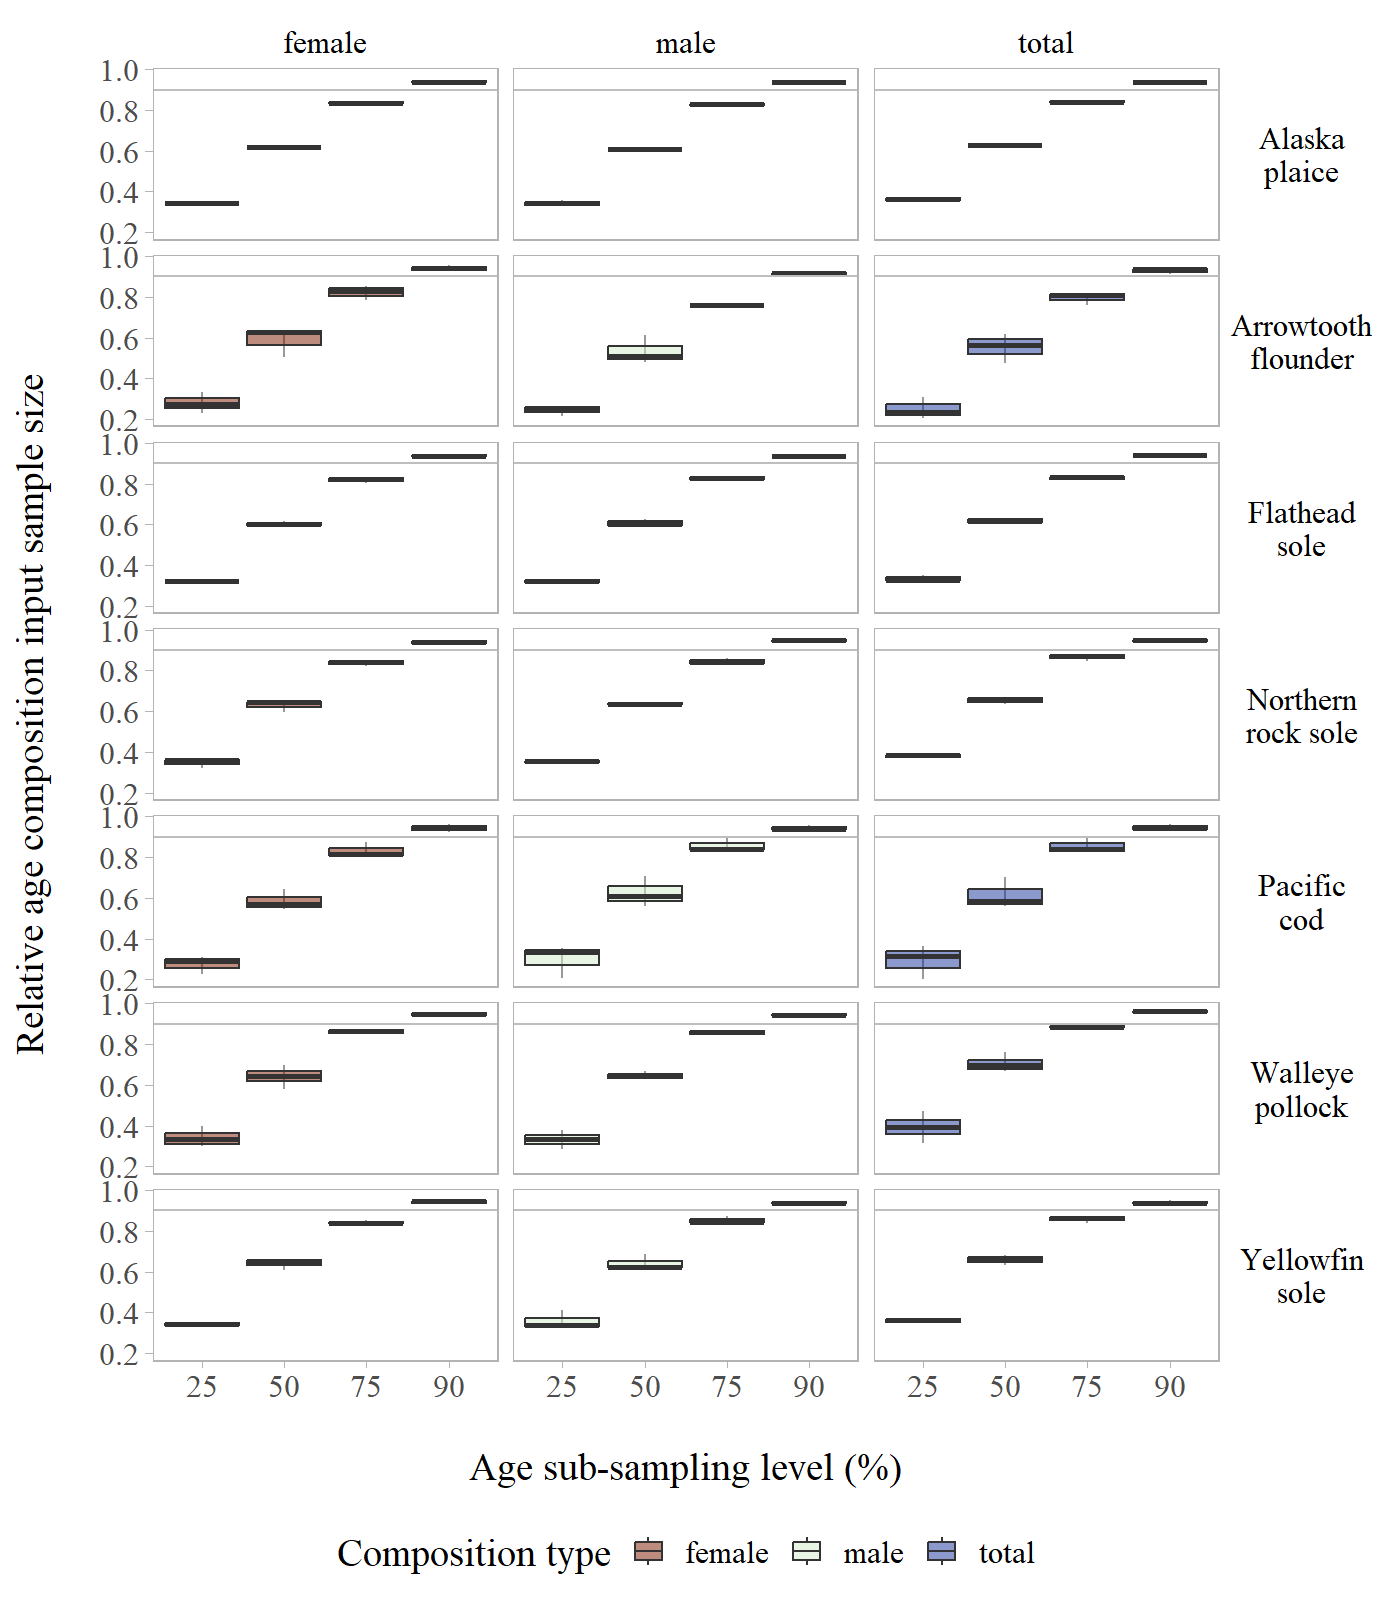 female male total
1.0
0.8
0.6
0.4
0.2
Alaska
plaice
1.0
0.8
0.6
0.4
0.2
Arrowtooth
flounder
1.0
0.8
0.6
0.4
0.2
Flathead
sole
1.0
0.8
0.6
0.4
0.2
Northern
rock sole
1.0
0.8
0.6
0.4
0.2
Pacific
cod
1.0
0.8
0.6
0.4
0.2
Walleye
pollock
1.0
0.8
0.6
0.4
0.2
Yellowfin
sole
Relative age composition input sample size
25 50 75 90 25 50 75 90 25 50 75 90
Age sub-sampling level (%)
Composition type female male total